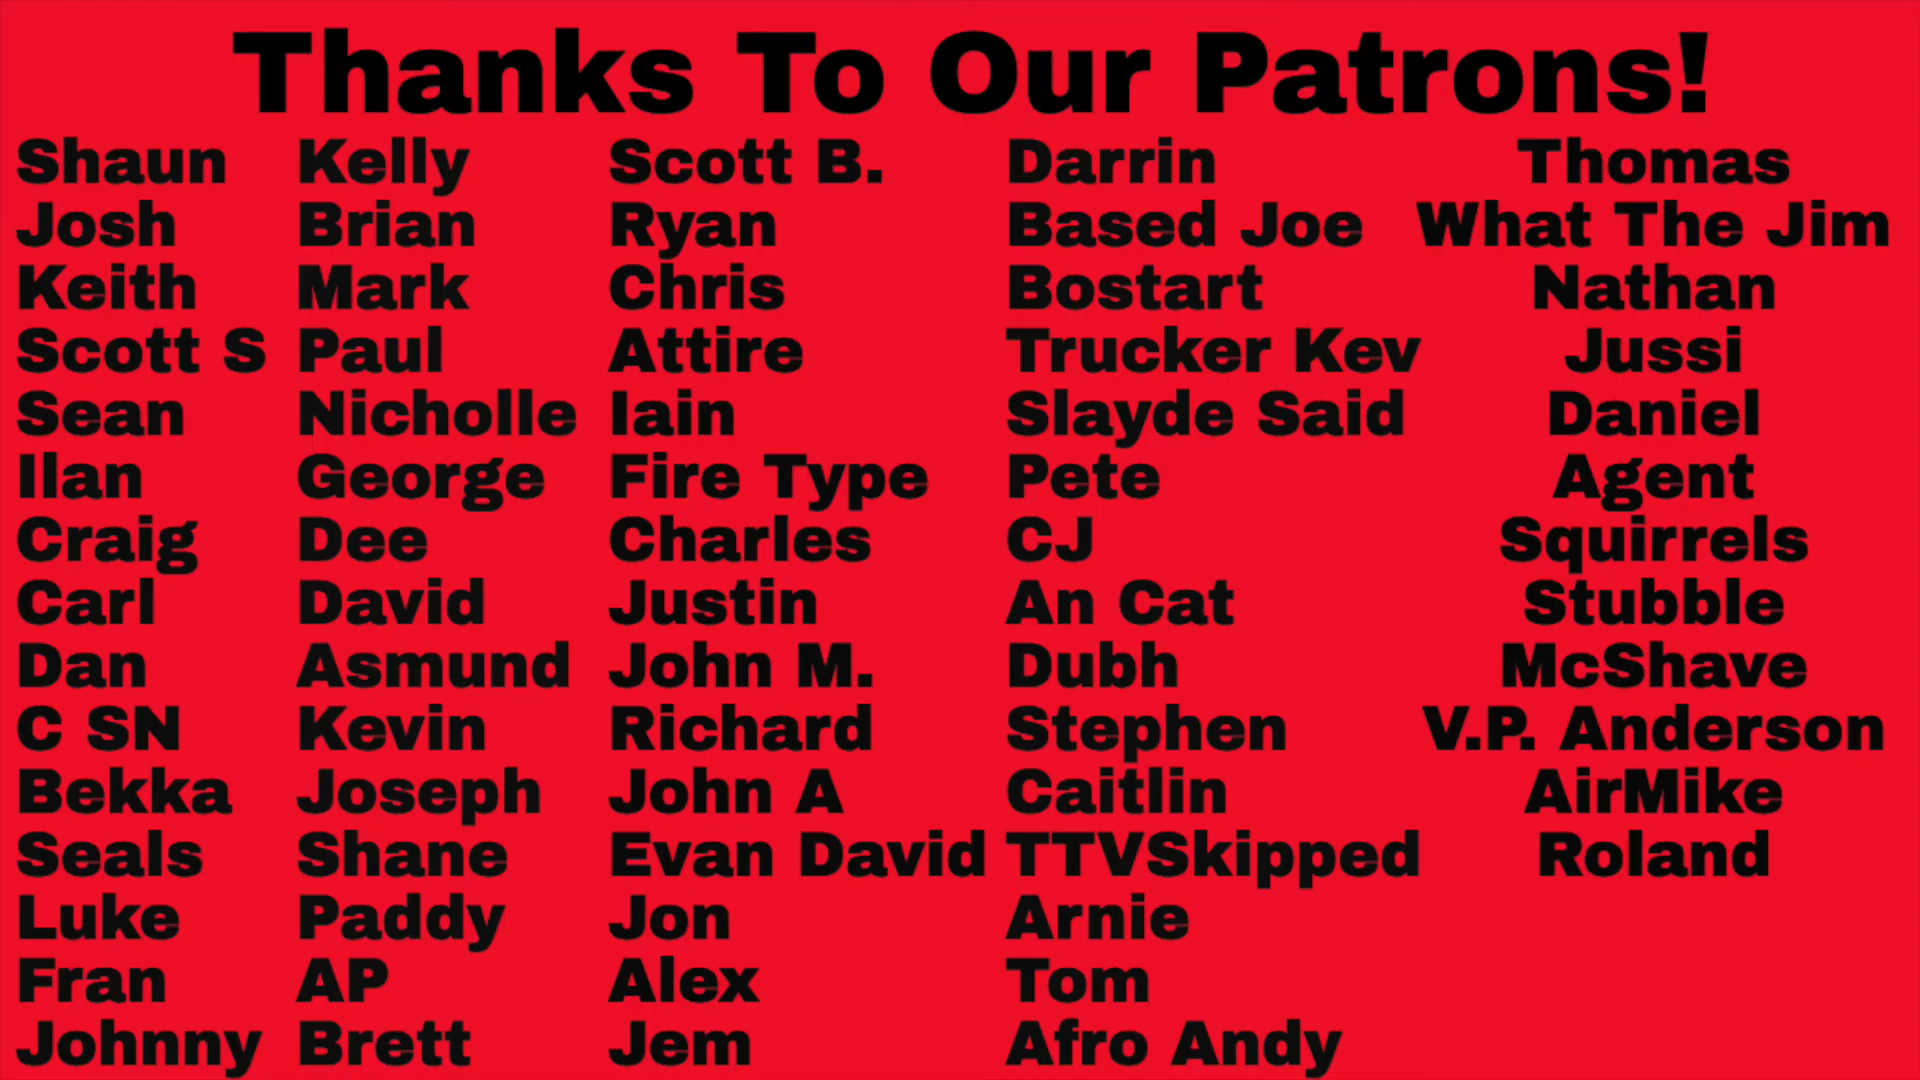 Thanks To Our Patrons!
Shaun
Josh
Keith
Scott S
Sean
Ilan
Craig
Carl
Dan
C SN
Bekka
Seals
Luke
Fran
Johnny
Kelly
Brian
Mark
Paul
Nicholle
George
Dee
David
Asmund
Kevin
Joseph
Shane
Paddy
AP
Brett
Scott B.
Ryan
Chris
Attire
Iain
Fire Type
Charles
Justin
John M.
Richard
John A
Evan David
Jon
Alex
Jem
Darrin
Based Joe
Bostart
Trucker Kev
Slayde Said
Pete
CJ
An Cat
Dubh
Stephen
Caitlin
TTVSkipped
Arnie
Tom
Afro Andy
Thomas
What The Jim
Nathan
Jussi
Daniel
Agent
Squirrels
Stubble
McShave
V.P. Anderson
AirMike
Roland